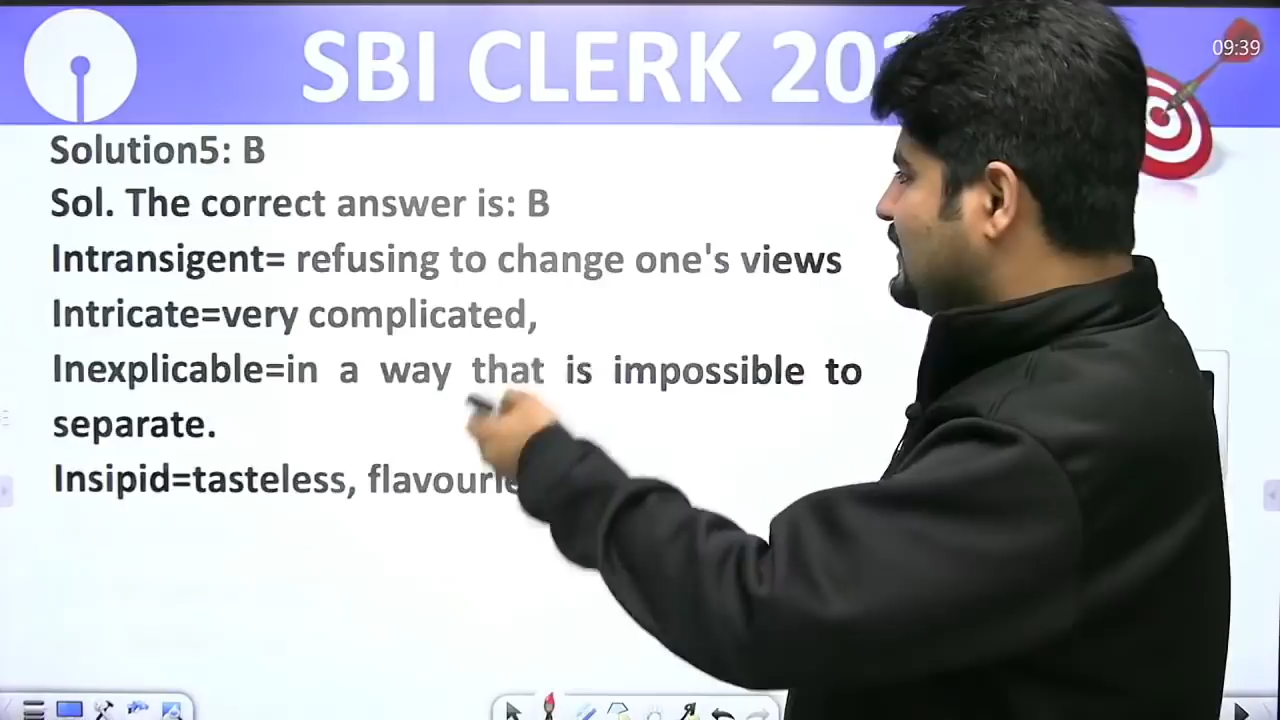 SBI CLERK 202
09:39
Solution5: B
Sol. The correct answer is: B
Intransigent= refusing to change one's views
Intricate=very complicated,
Inexplicable=in a way that is impossible to
separate.
Insipid=tasteless,